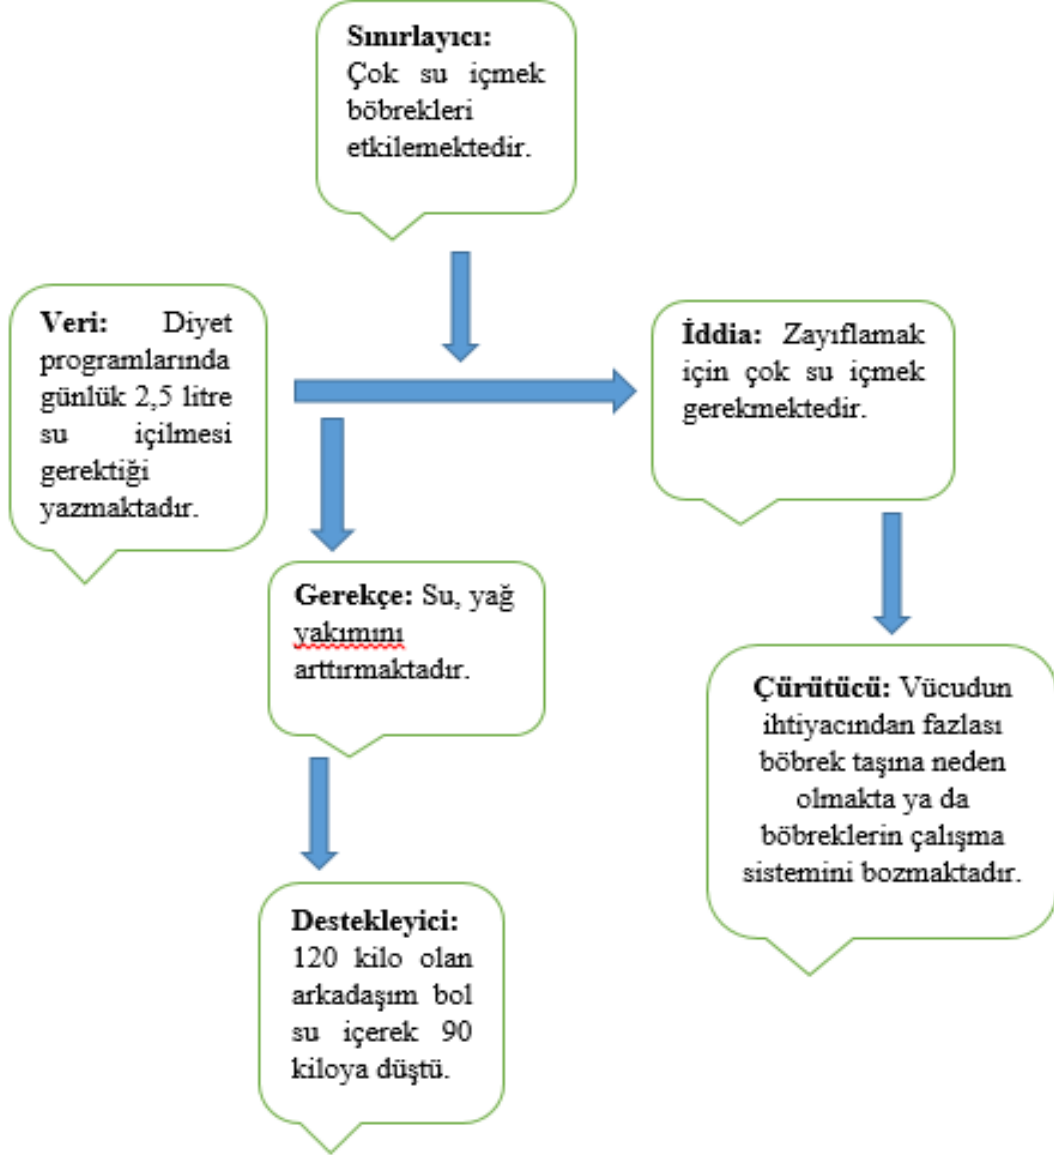 Sınırlayıcı:
Çok su içmek
böbrekleri
etkilemektedir.
Veri: Diyet
programlarında
günlük 2,5 litre
su içilmesi
gerektiği
yazmaktadır.
İddia: Zayıflamak
için çok su içmek
gerekmektedir.
Gerekçe: Su, yağ
yakımını
arttırmaktadır.
Çürütücü: Vücudun
ihtiyacından fazlası
böbrek taşına neden
olmakta ya da
böbreklerin çalışma
sistemini bozmaktadır.
Destekleyici:
120 kilo olan
arkadaşım bol
su içerek 90
kiloya düştü.